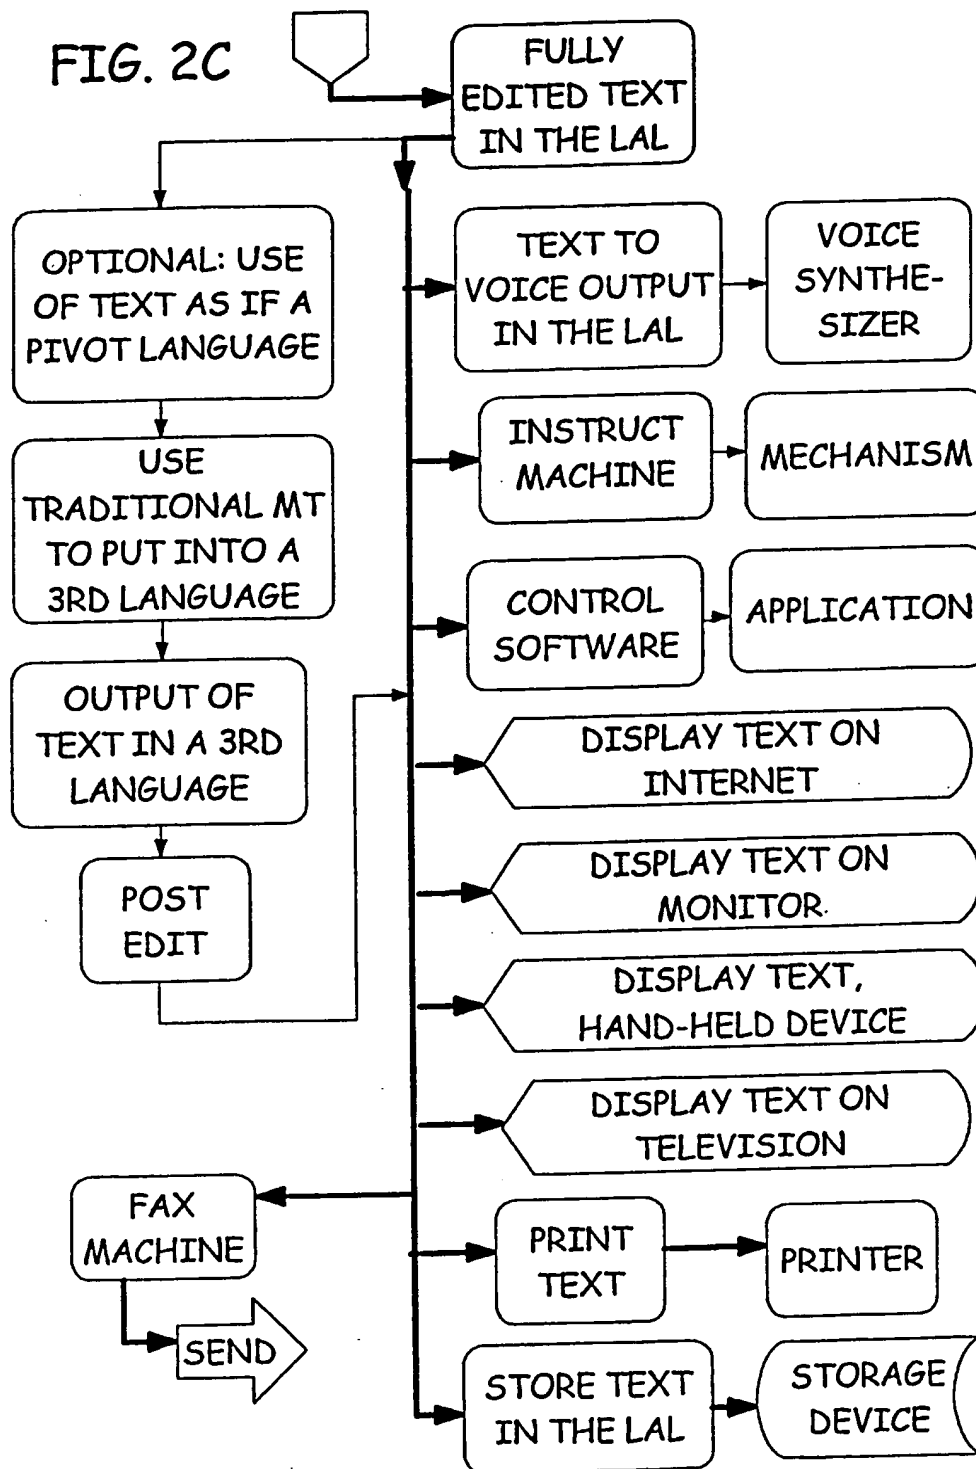 FIG. 2C
FULLY
EDITED TEXT
IN THE LAL
OPTIONAL: USE
OF TEXT AS IF A
PIVOT LANGUAGE
USE
TRADITIONAL MT
TO PUT INTO A
3RD LANGUAGE
OUTPUT OF
TEXT IN A 3RD
LANGUAGE
POST
EDIT
TEXT TO
VOICE OUTPUT
IN THE LAL
VOICE
SYNTHE-
SIZER
INSTRUCT
MACHINE
MECHANISM
CONTROL
SOFTWARE
APPLICATION
DISPLAY TEXT ON
INTERNET
DISPLAY TEXT ON
MONITOR
DISPLAY TEXT,
HAND-HELD DEVICE
DISPLAY TEXT ON
TELEVISION
FAX
MACHINE
SEND
PRINT
TEXT
PRINTER
STORE TEXT
IN THE LAL
STORAGE
DEVICE